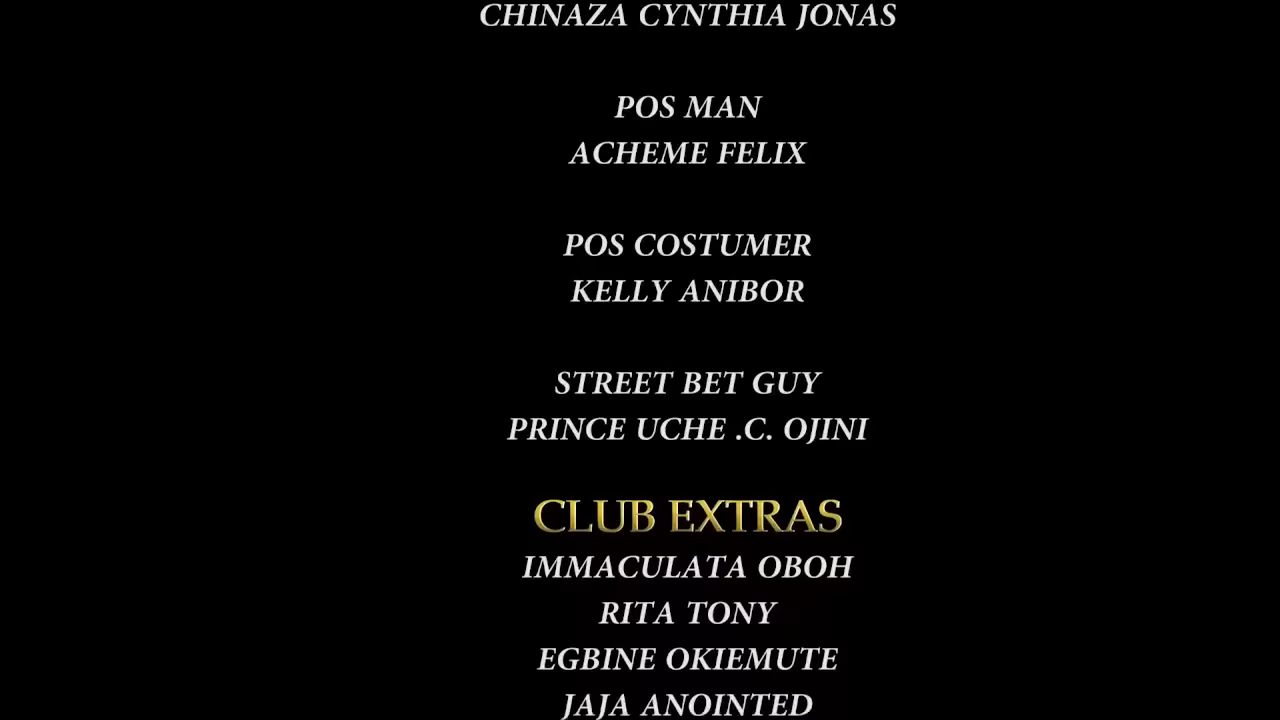 CHINAZA CYNTHIA JONAS
POS MAN
ACHEME FELIX
POS COSTUMER
KELLY ANIBOR
STREET BET GUY
PRINCE UCHE .C. OJINI
CLUB EXTRAS
IMMACULATA OBOH
RITA TONY
EGBINE OKIEMUTE
JAJA ANOINTED